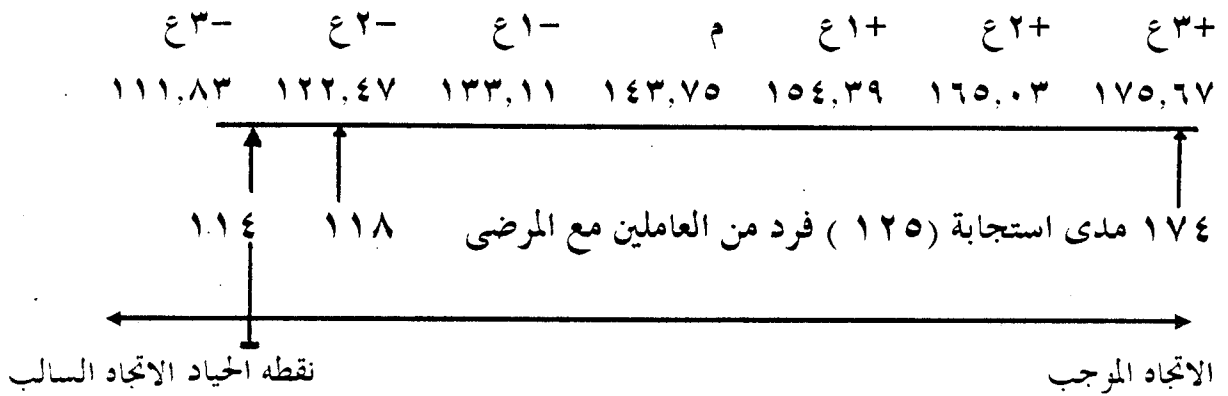 +٣ع +٢ع +١ع م -١ع -٢ع -٣ع
١٧٥,٦٧ ١٦٥,٠٣ ١٥٤,٣٩ ١٤٣,٧٥ ١٣٣,١١ ١٢٢,٤٧ ١١١,٨٣
١٧٤ مدى استجابة (١٢٥ ) فرد من العاملين مع المرضى ١١٨ ١١٤
الاتجاه الموجب نقطه الحياد الاتجاه السالب